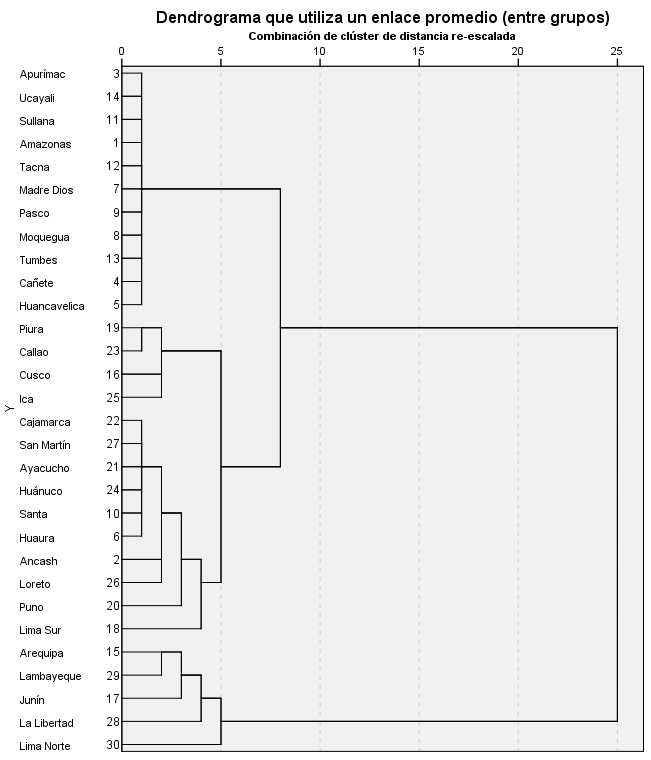 Dendrograma que utiliza un enlace promedio (entre grupos)
Combinación de clúster de distancia re-escalada
0 5 10 15 20 25
Apurímac 3
Ucayali 14
Sullana 11
Amazonas 1
Tacna 12
Madre Dios 7
Pasco 9
Moquegua 8
Tumbes 13
Cañete 4
Huancavelica 5
Piura 19
Callao 23
Cusco 16
Ica 25
Y
Cajamarca 22
San Martín 27
Ayacucho 21
Huánuco 24
Santa 10
Huaura 6
Ancash 2
Loreto 26
Puno 20
Lima Sur 18
Arequipa 15
Lambayeque 29
Junín 17
La Libertad 28
Lima Norte 30